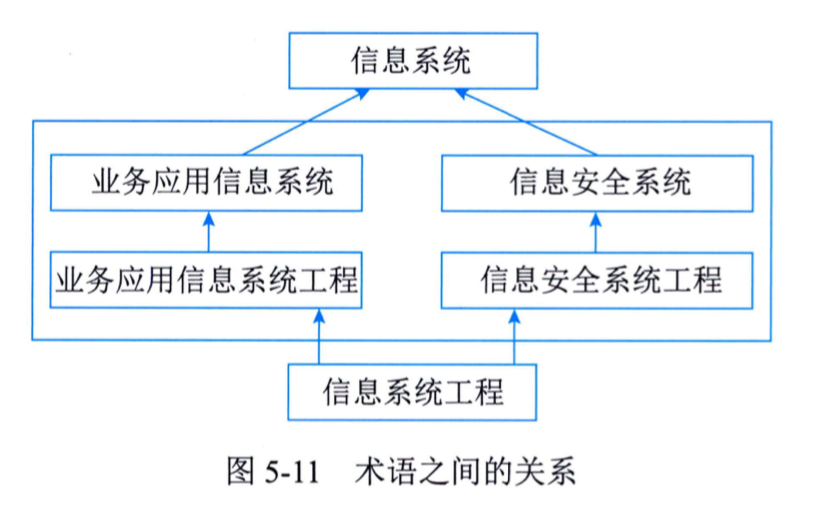 信息系统
业务应用信息系统 信息安全系统
业务应用信息系统工程 信息安全系统工程
信息系统工程
图 5-11 术语之间的关系